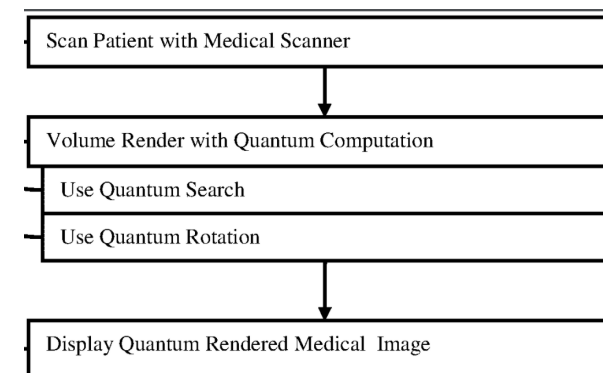 Scan Patient with Medical Scanner
Volume Render with Quantum Computation
Use Quantum Search
Use Quantum Rotation
Display Quantum Rendered Medical Image